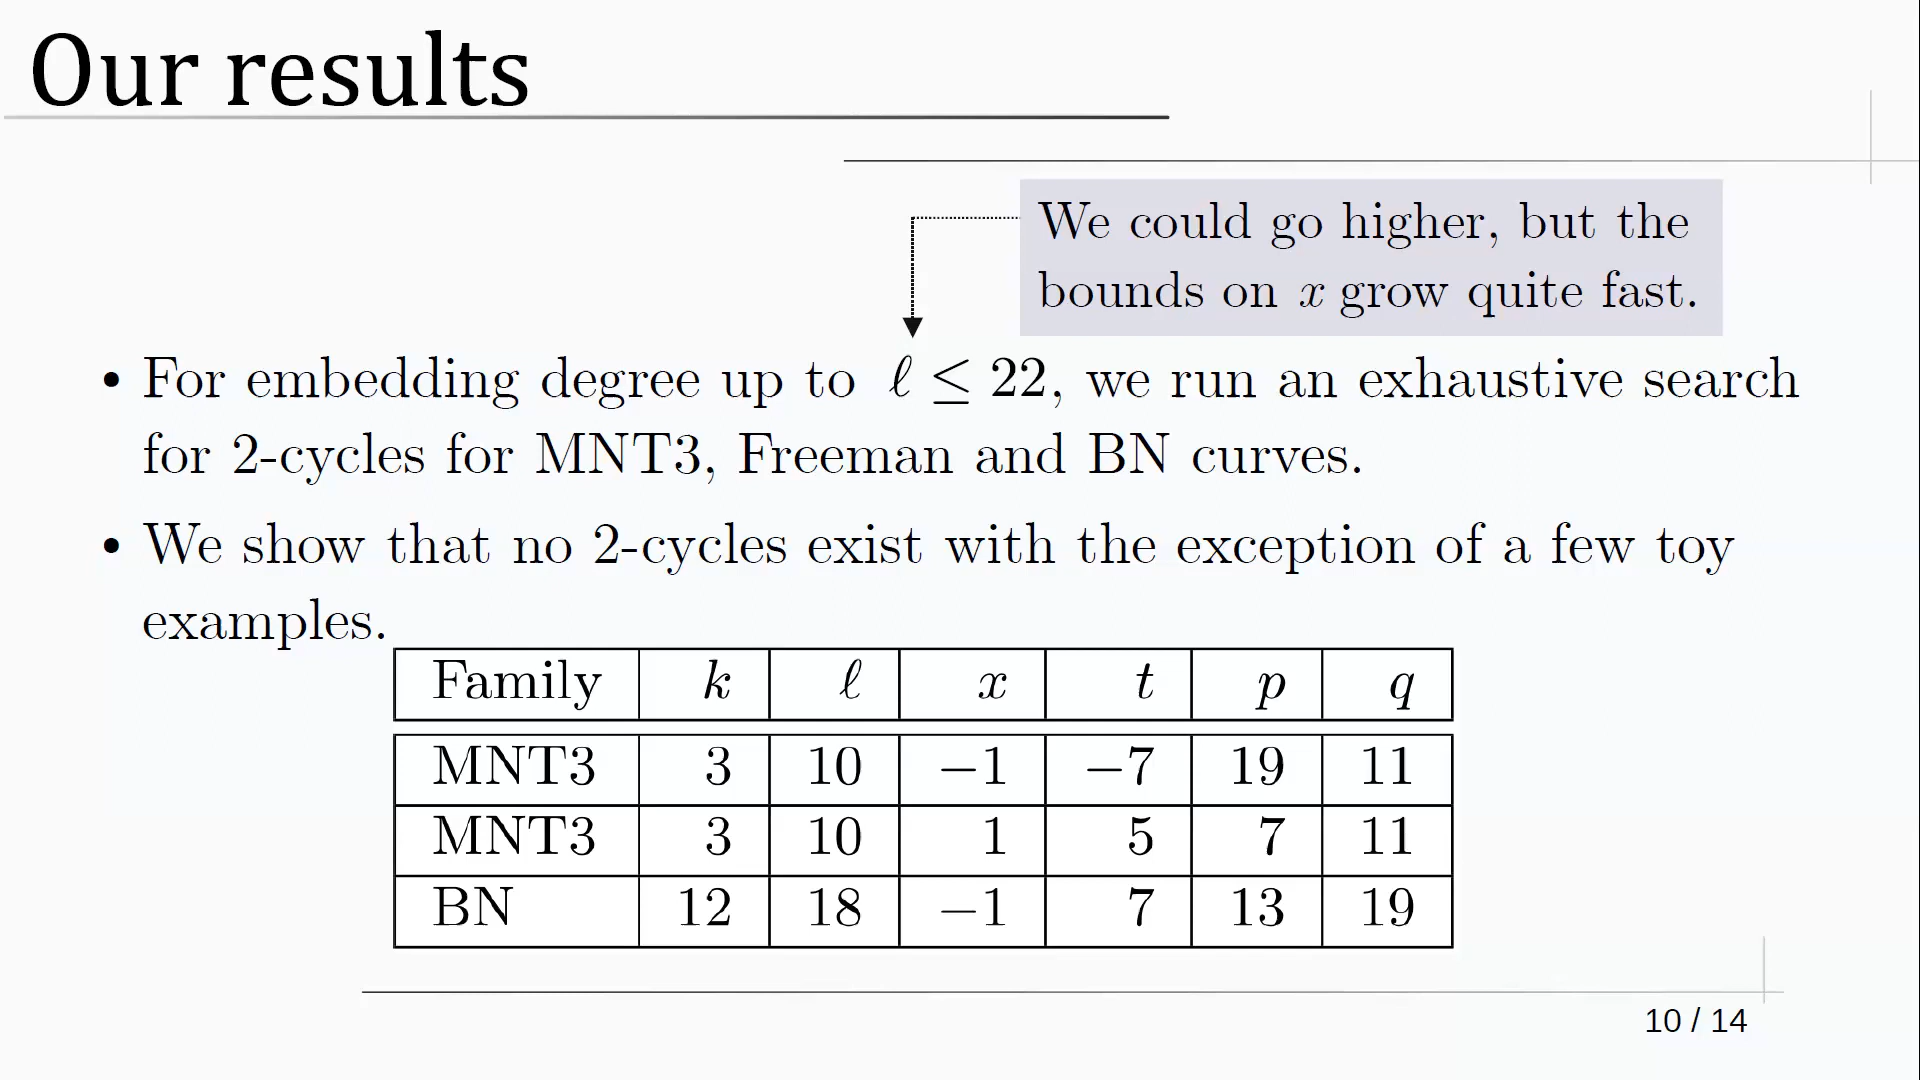 Our results
We could go higher, but the
bounds on x grow quite fast.
• For embedding degree up to ℓ ≤ 22, we run an exhaustive search
for 2-cycles for MNT3, Freeman and BN curves.
• We show that no 2-cycles exist with the exception of a few toy
examples.
Family k ℓ x t p q
MNT3 3 10 −1 −7 19 11
MNT3 3 10 1 5 7 11
BN 12 18 −1 7 13 19
10 / 14